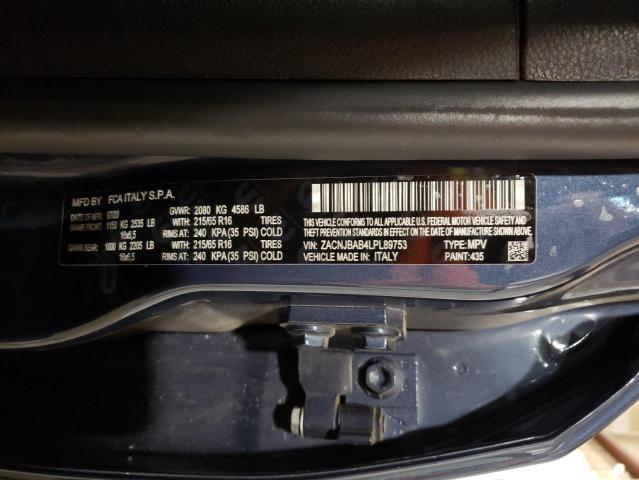 MFD BY FCA ITALY S.P.A.
DATE OF MFR 07/20 GVWR: 2080 KG 4586 LB
GAWR FRONT: 1150 KG 2535 LB WITH: 215/65 R16 TIRES
16x6,5 RIMS AT: 240 KPA (35 PSI) COLD
GAWR REAR: 1000 KG 2205 LB WITH: 215/65 R16 TIRES
16x6,5 RIMS AT: 240 KPA (35 PSI) COLD
THIS VEHICLE CONFORMS TO ALL APPLICABLE U.S. FEDERAL MOTOR VEHICLE SAFETY
AND THEFT PREVENTION STANDARDS IN EFFECT ON THE DATE OF MFR SHOWN ABOVE.
VIN: ZACNJBAB4LPL89753 TYPE: MPV
VEHICLE MADE IN: ITALY PAINT:435